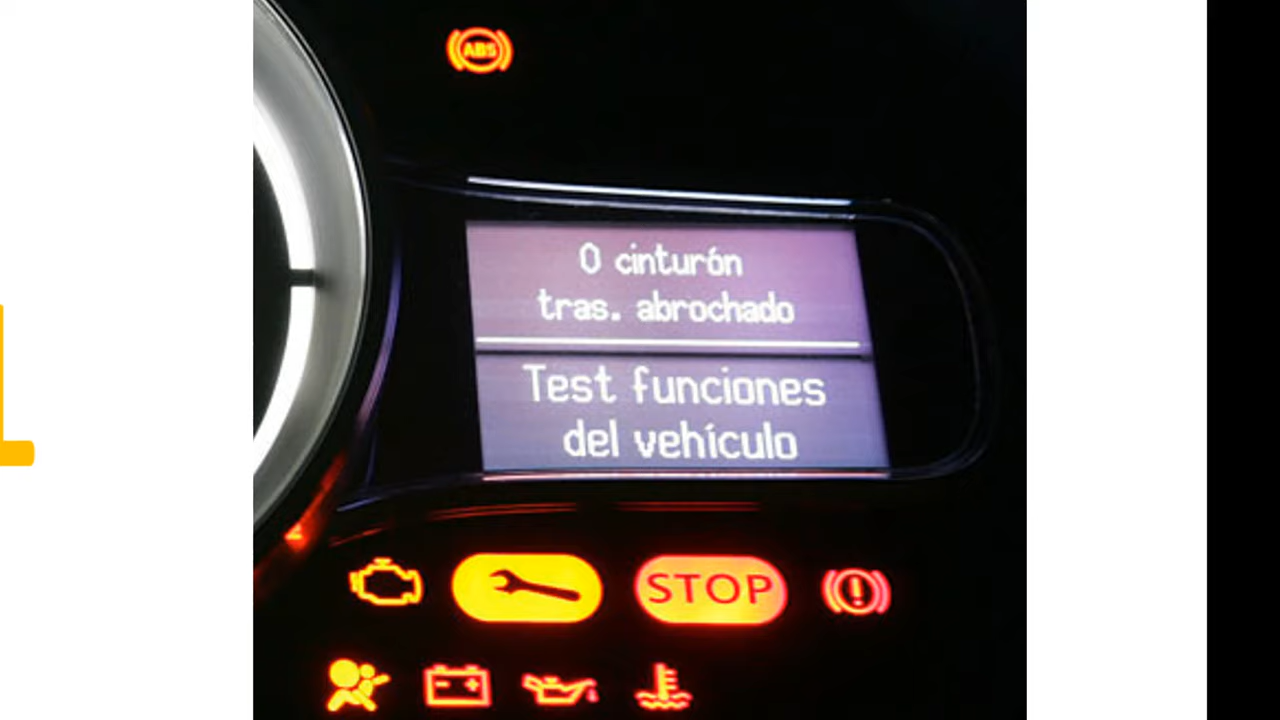 ABS
0 cinturón
tras. abrochado
Test funciones
del vehículo
STOP